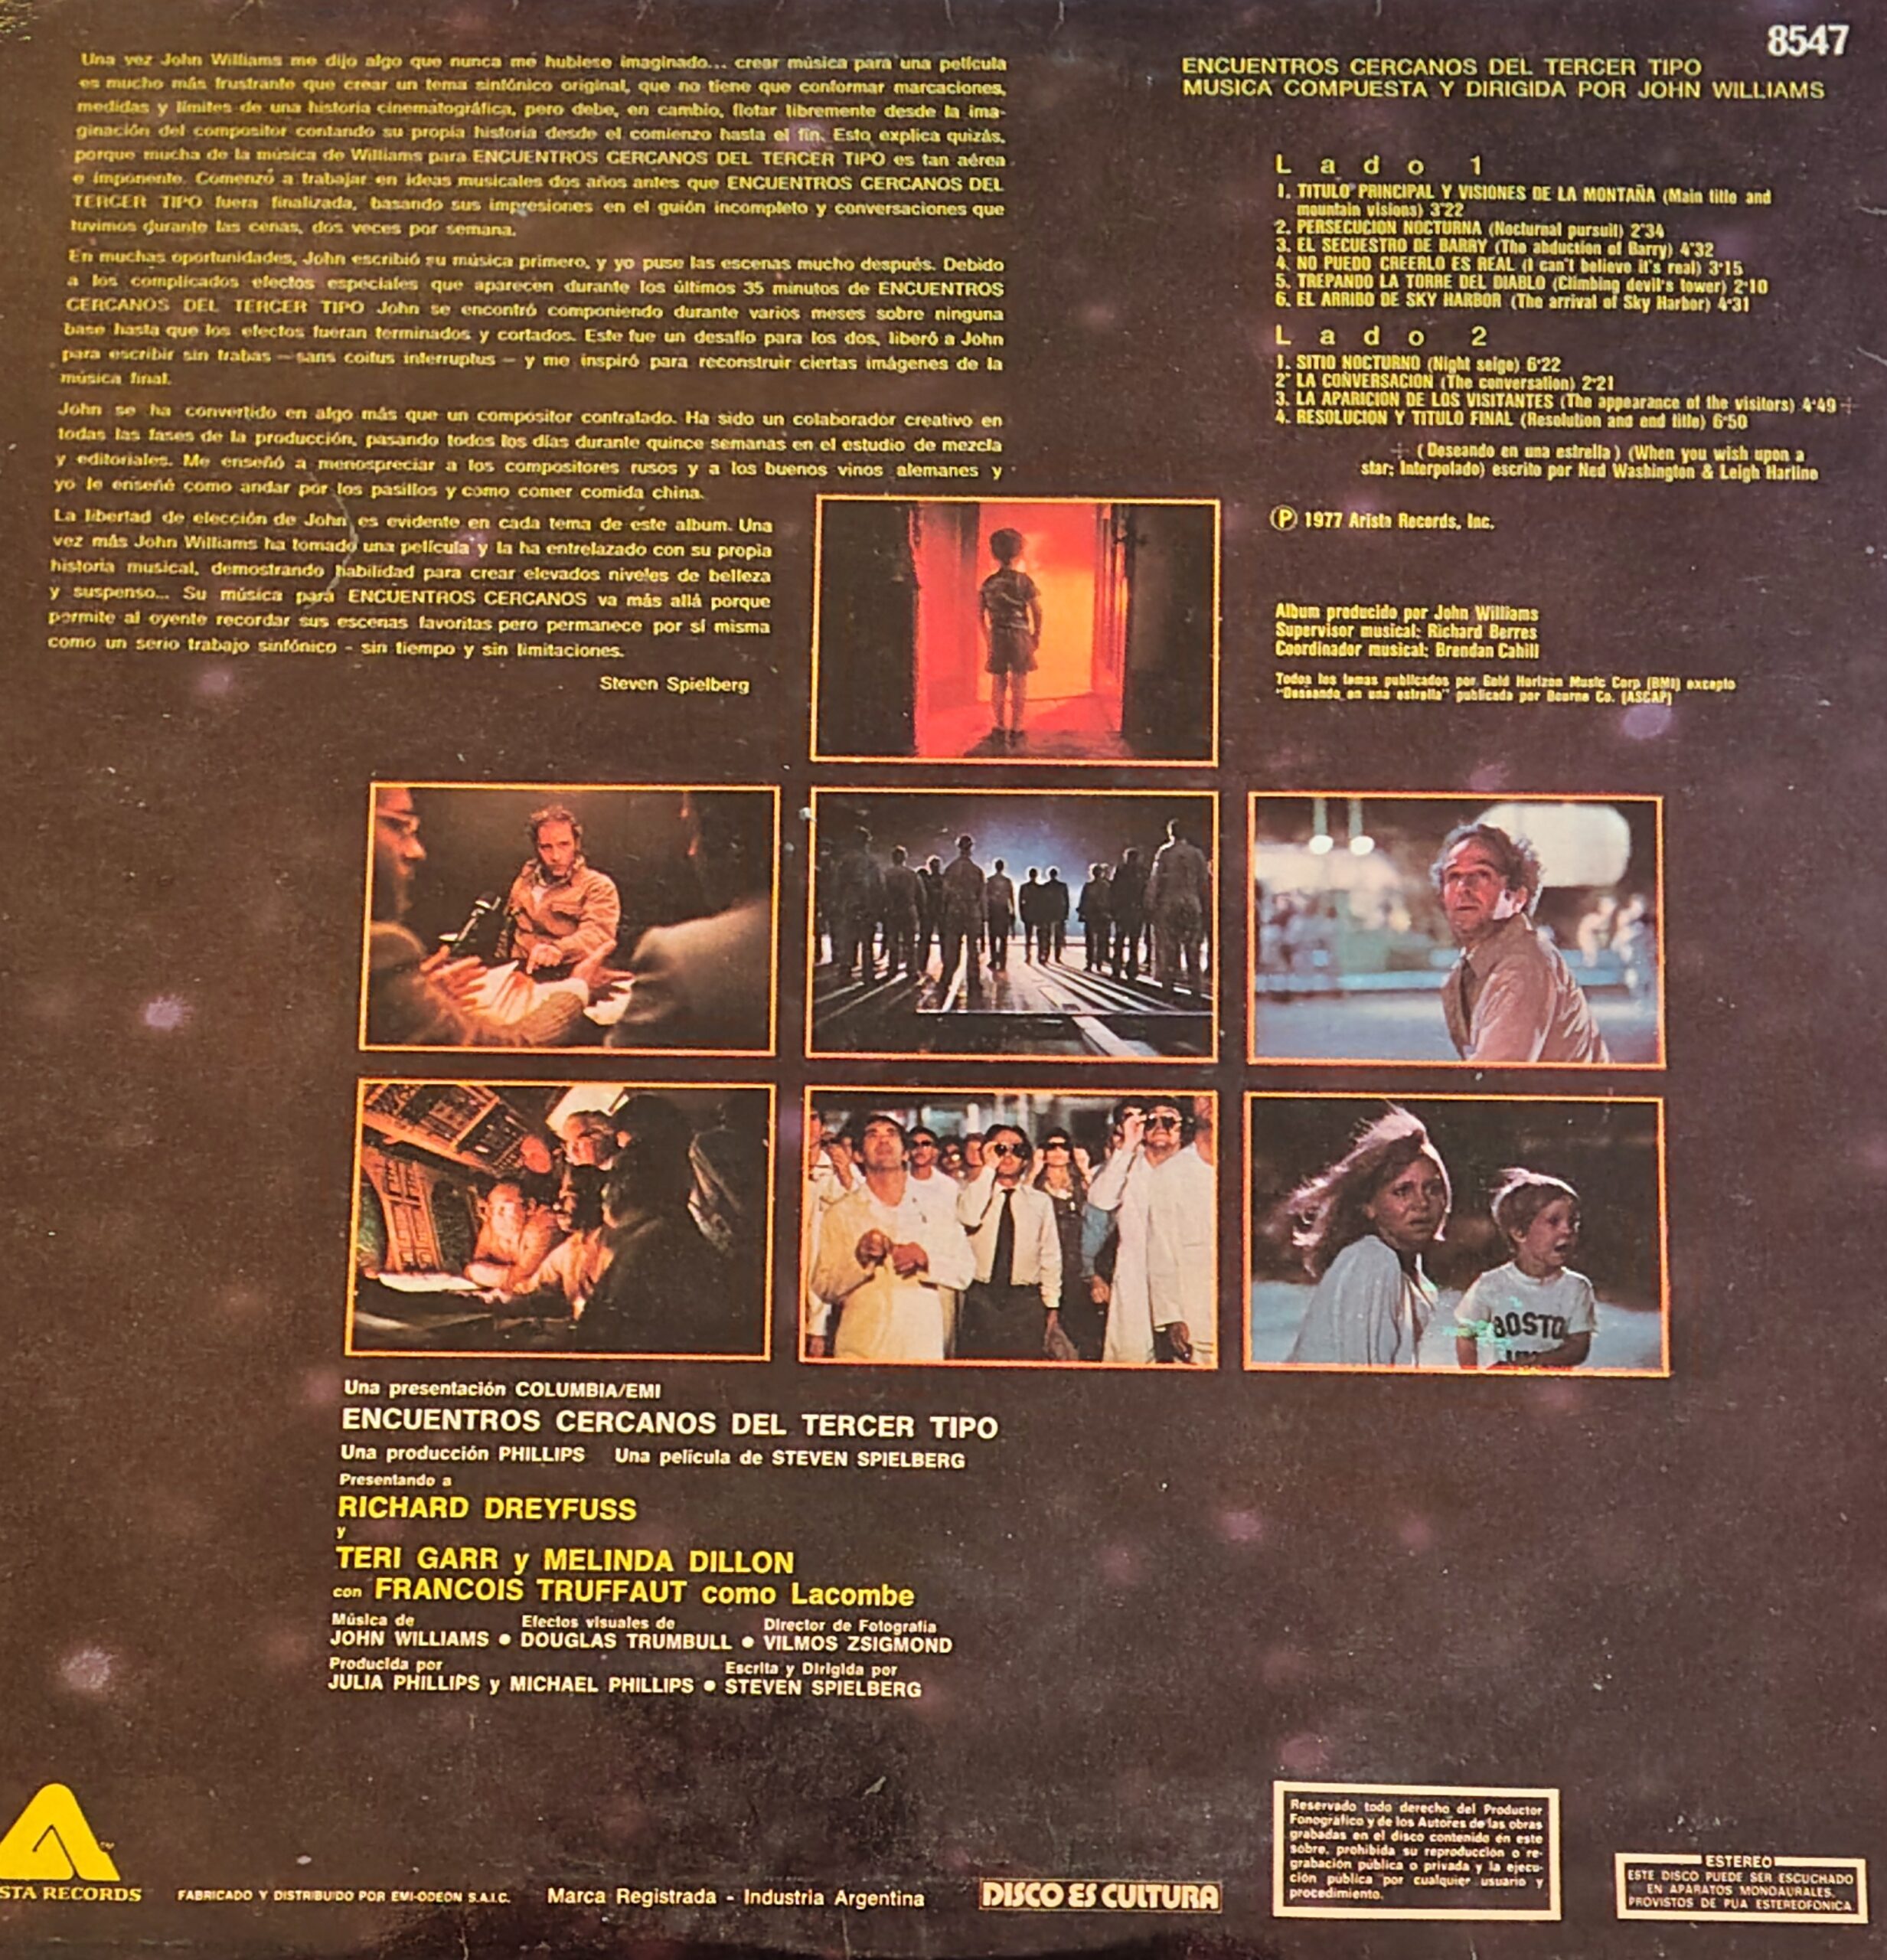 8547
Una vez John Williams me dijo algo que nunca me hubiese imaginado... crear música para una película
es mucho más frustrante que crear un tema sinfónico original, que no tiene que conformar marcaciones,
medidas y límites de una historia cinematográfica, pero debe, en cambio, flotar libremente desde la ima-
ginación del compositor contando su propia historia desde el comienzo hasta el fin. Esto explica quizás,
porque mucha de la música de Williams para ENCUENTROS CERCANOS DEL TERCER TIPO es tan aérea
e imponente. Comenzó a trabajar en ideas musicales dos años antes que ENCUENTROS CERCANOS DEL
TERCER TIPO fuera finalizada, basando sus impresiones en el guión incompleto y conversaciones que
tuvimos durante las cenas, dos veces por semana.
En muchas oportunidades, John escribió su música primero, y yo puse las escenas mucho después. Debido
a los complicados efectos especiales que aparecen durante los últimos 35 minutos de ENCUENTROS
CERCANOS DEL TERCER TIPO John se encontró componiendo durante varios meses sobre ninguna
base hasta que los efectos fueran terminados y cortados. Este fue un desafío para los dos, liberó a John
para escribir sin trabas — sans coitus interruptus — y me inspiró para reconstruir ciertas imágenes de la
música final.
John se ha convertido en algo más que un compositor contratado. Ha sido un colaborador creativo en
todas las fases de la producción, pasando todos los días durante quince semanas en el estudio de mezcla
y editoriales. Me enseñó a menospreciar a los compositores rusos y a los buenos vinos alemanes y
yo le enseñé como andar por los pasillos y como comer comida china.
La libertad de elección de John es evidente en cada tema de este album. Una
vez más John Williams ha tomado una película y la ha entrelazado con su propia
historia musical, demostrando habilidad para crear elevados niveles de belleza
y suspenso... Su música para ENCUENTROS CERCANOS va más allá porque
permite al oyente recordar sus escenas favoritas pero permanece por sí misma
como un serio trabajo sinfónico - sin tiempo y sin limitaciones.
Steven Spielberg
ENCUENTROS CERCANOS DEL TERCER TIPO
MUSICA COMPUESTA Y DIRIGIDA POR JOHN WILLIAMS
Lado 1
1. TITULO PRINCIPAL Y VISIONES DE LA MONTAÑA (Main title and
mountain visions) 3'22
2. PERSECUCION NOCTURNA (Nocturnal pursuit) 2'34
3. EL SECUESTRO DE BARRY (The abduction of Barry) 4'32
4. NO PUEDO CREERLO ES REAL (I can't believe it's real) 3'15
5. TREPANDO LA TORRE DEL DIABLO (Climbing devil's tower) 2'10
6. EL ARRIBO DE SKY HARBOR (The arrival of Sky Harbor) 4'31
Lado 2
1. SITIO NOCTURNO (Night seige) 6'22
2. LA CONVERSACION (The conversation) 2'21
3. LA APARICION DE LOS VISITANTES (The appearance of the visitors) 4'49 +
4. RESOLUCION Y TITULO FINAL (Resolution and end title) 6'50
+ (Deseando en una estrella) (When you wish upon a
star; Interpolado) escrito por Ned Washington & Leigh Harline
Ⓟ 1977 Arista Records, Inc.
Album producido por John Williams
Supervisor musical: Richard Berres
Coordinador musical: Brendan Cahill
Todos los temas publicados por Gold Horizon Music Corp (BMI) excepto
"Deseando en una estrella" publicada por Bourne Co. (ASCAP)
BOSTO
Una presentación COLUMBIA/EMI
ENCUENTROS CERCANOS DEL TERCER TIPO
Una producción PHILLIPS Una película de STEVEN SPIELBERG
Presentando a
RICHARD DREYFUSS
y
TERI GARR y MELINDA DILLON
con FRANCOIS TRUFFAUT como Lacombe
Música de Efectos visuales de Director de Fotografia
JOHN WILLIAMS ● DOUGLAS TRUMBULL ● VILMOS ZSIGMOND
Producida por Escrita y Dirigida por
JULIA PHILLIPS y MICHAEL PHILLIPS ● STEVEN SPIELBERG
STA RECORDS
FABRICADO Y DISTRIBUIDO POR EMI-ODEON S.A.I.C.
Marca Registrada - Industria Argentina
DISCO ES CULTURA
Reservado todo derecho del Productor
Fonográfico y de los Autores de las obras
grabadas en el disco contenido en este
sobre, prohibida su reproducción o re-
grabación pública o privada y la ejecu-
ción pública por cualquier usuario y
procedimiento.
ESTEREO
ESTE DISCO PUEDE SER ESCUCHADO
EN APARATOS MONOAURALES,
PROVISTOS DE PUA ESTEREOFONICA